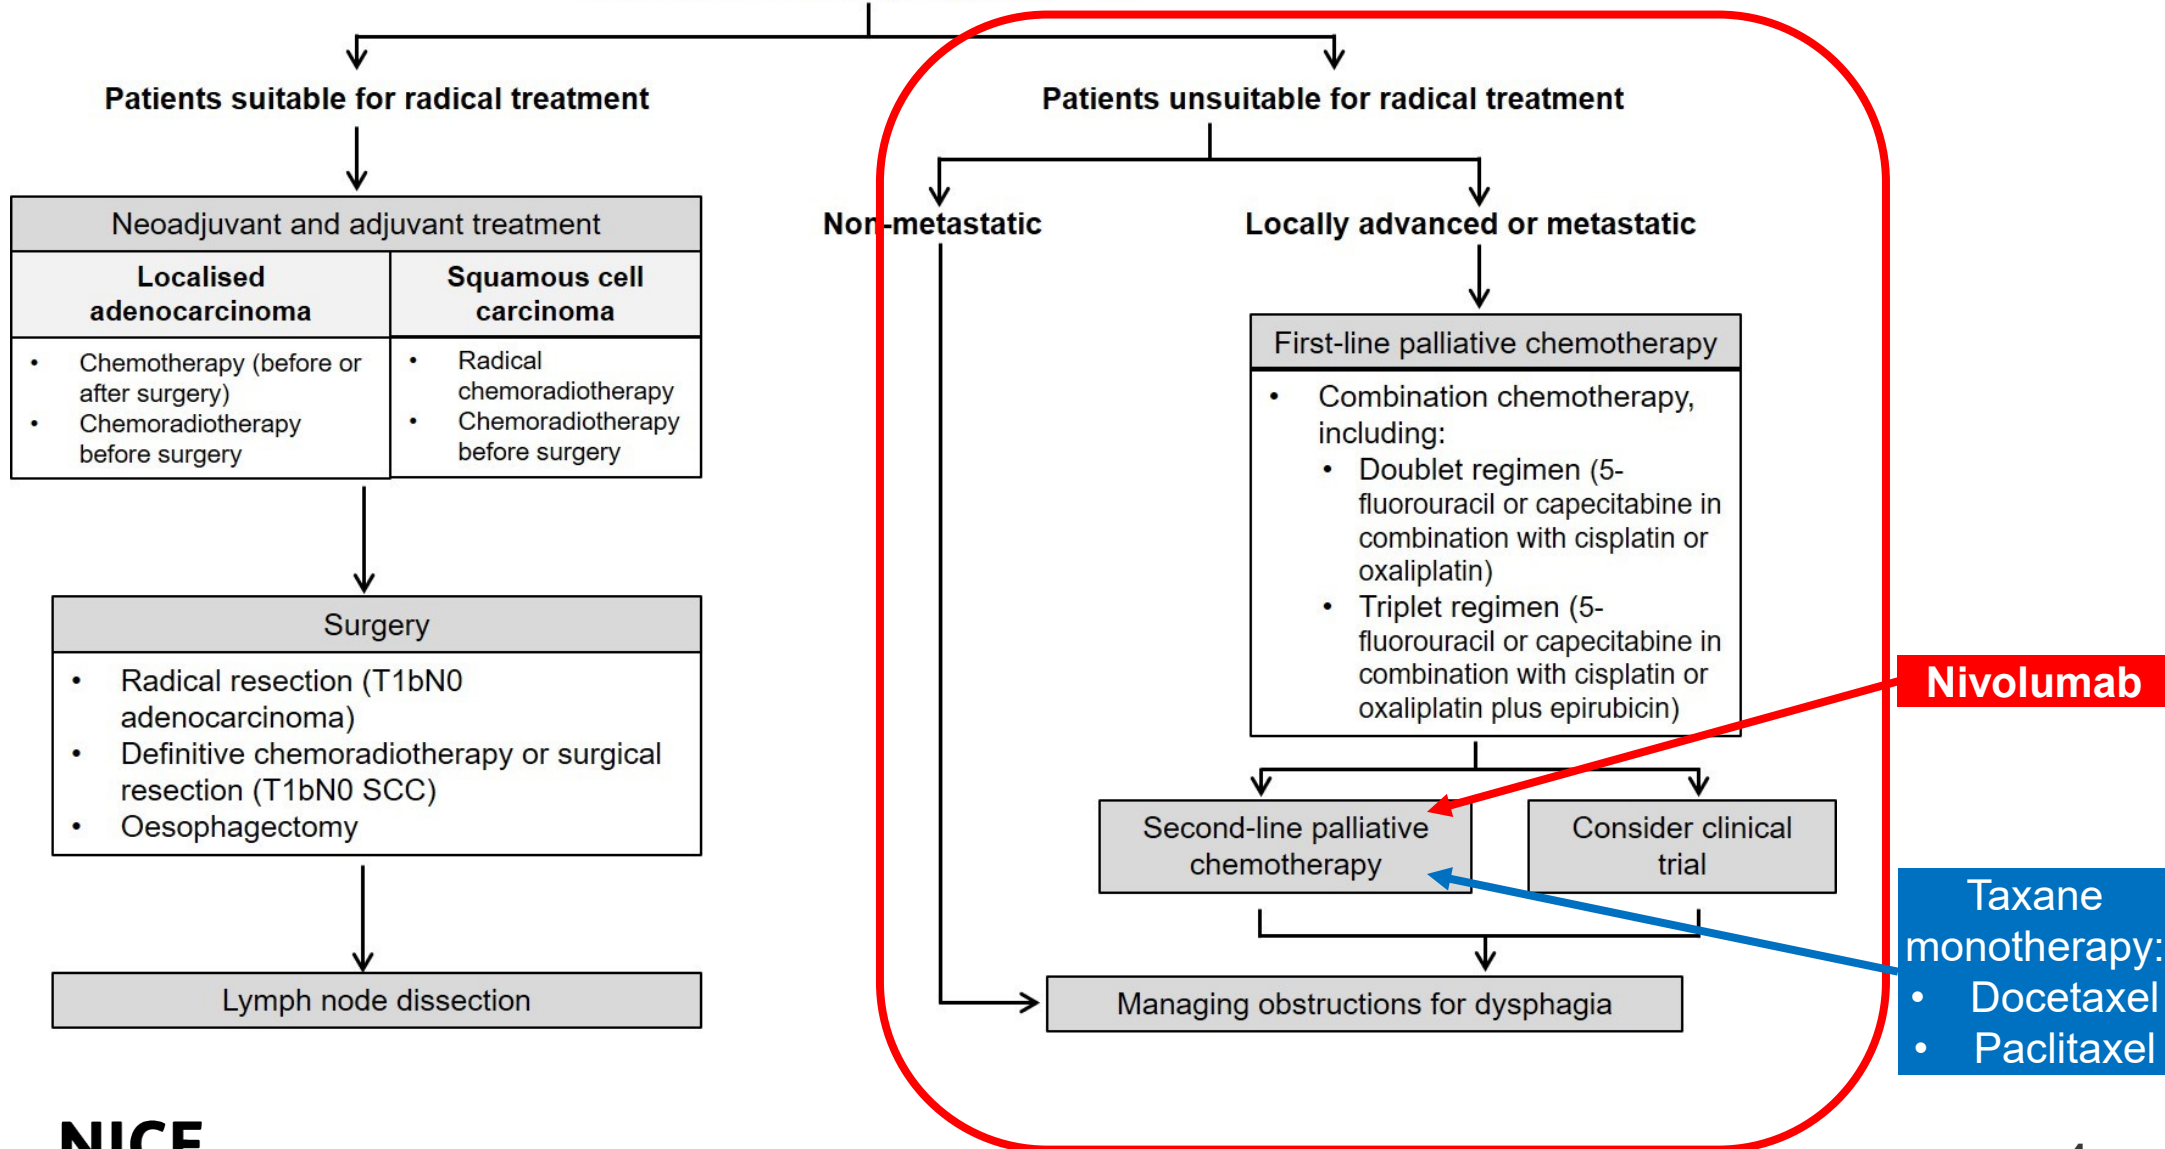 Patients suitable for radical treatment
Neoadjuvant and adjuvant treatment
Localised
adenocarcinoma
• Chemotherapy (before or
after surgery)
• Chemoradiotherapy
before surgery
Squamous cell
carcinoma
• Radical
chemoradiotherapy
• Chemoradiotherapy
before surgery
Surgery
• Radical resection (T1bN0
adenocarcinoma)
• Definitive chemoradiotherapy or surgical
resection (T1bN0 SCC)
• Oesophagectomy
Lymph node dissection
Patients unsuitable for radical treatment
Non-metastatic
Locally advanced or metastatic
First-line palliative chemotherapy
• Combination chemotherapy,
including:
• Doublet regimen (5-
fluorouracil or capecitabine in
combination with cisplatin or
oxaliplatin)
• Triplet regimen (5-
fluorouracil or capecitabine in
combination with cisplatin or
oxaliplatin plus epirubicin)
Second-line palliative
chemotherapy
Consider clinical
trial
Managing obstructions for dysphagia
Nivolumab
Taxane
monotherapy:
• Docetaxel
• Paclitaxel
NICE